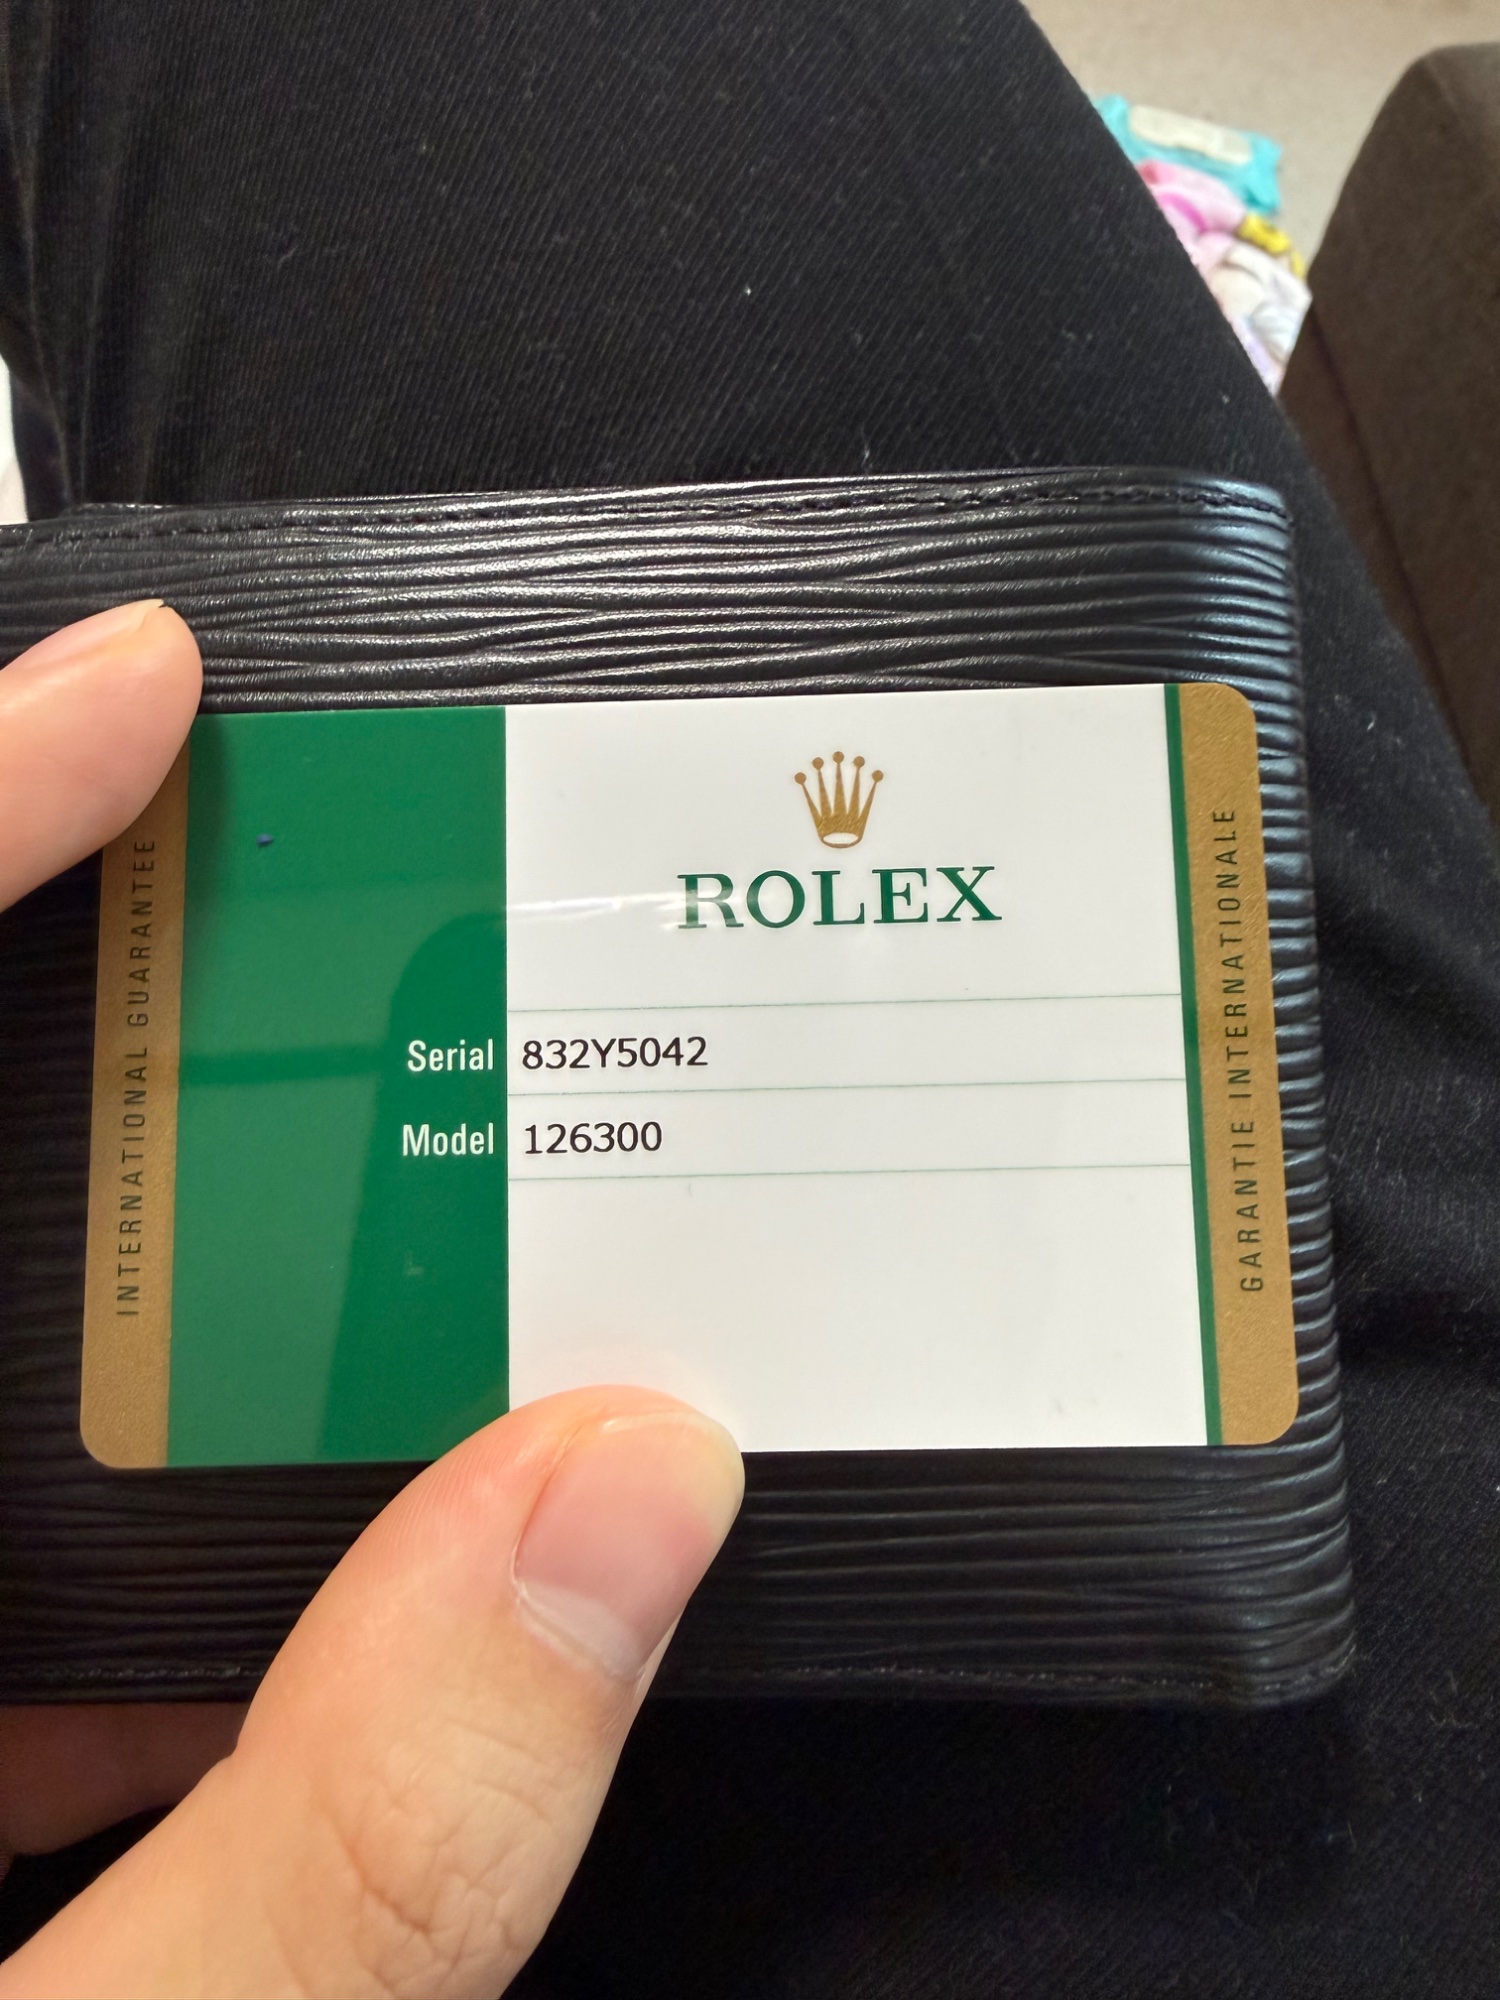 INTERNATIONAL GUARANTEE
ROLEX
Serial 832Y5042
Model 126300
GARANTIE INTERNATIONALE